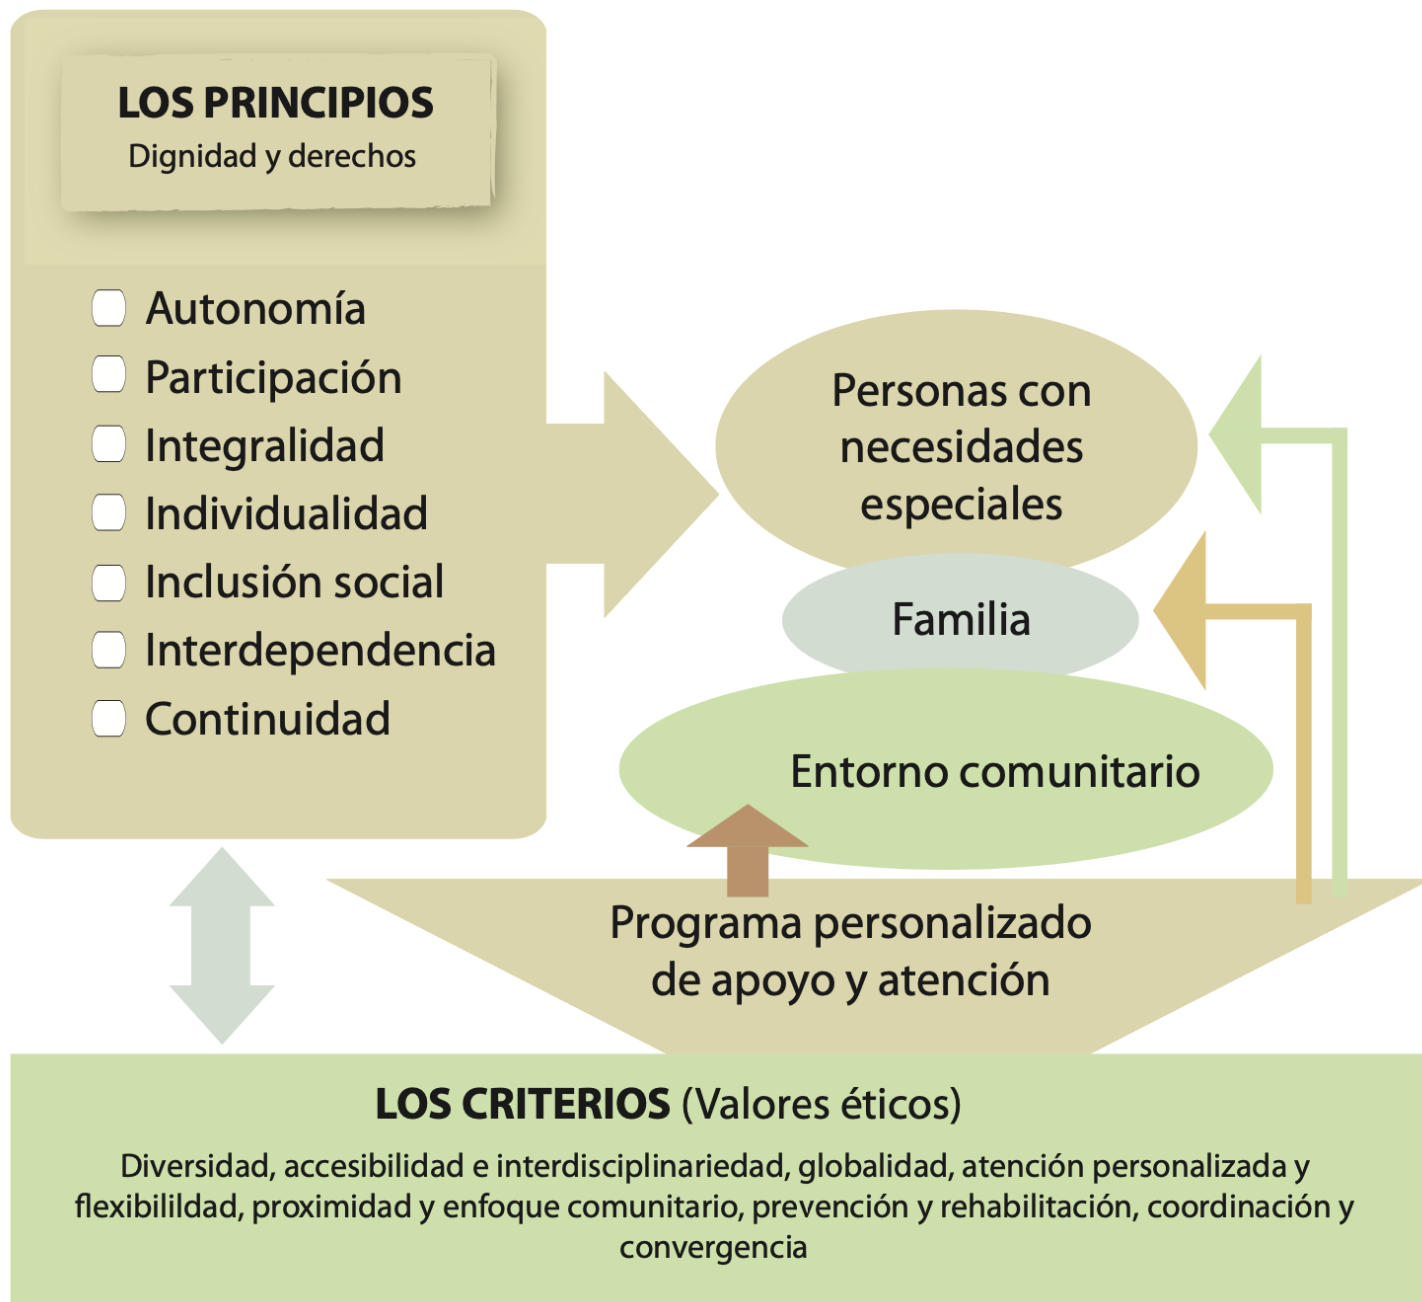 LOS PRINCIPIOS
Dignidad y derechos
Autonomía
Participación
Integralidad
Individualidad
Inclusión social
Interdependencia
Continuidad
Personas con
necesidades
especiales
Familia
Entorno comunitario
Programa personalizado
de apoyo y atención
LOS CRITERIOS (Valores éticos)
Diversidad, accesibilidad e interdisciplinariedad, globalidad, atención personalizada y
flexibilildad, proximidad y enfoque comunitario, prevención y rehabilitación, coordinación y
convergencia